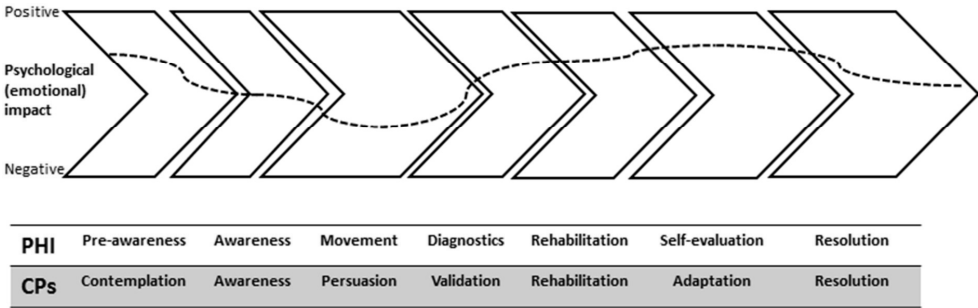 Positive
Psychological
(emotional)
impact
Negative
PHI Pre-awareness Awareness Movement Diagnostics Rehabilitation Self-evaluation Resolution
CPs Contemplation Awareness Persuasion Validation Rehabilitation Adaptation Resolution